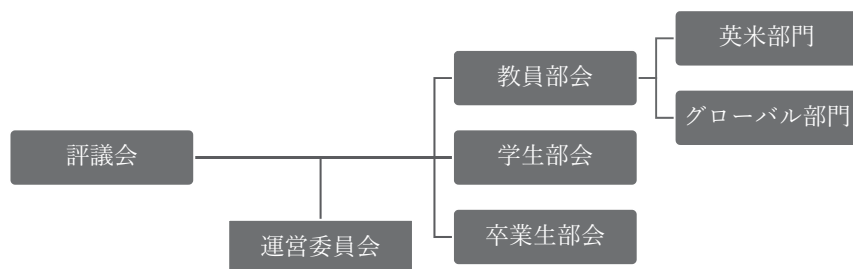 英米部門
教員部会
グローバル部門
評議会
学生部会
運営委員会
卒業生部会